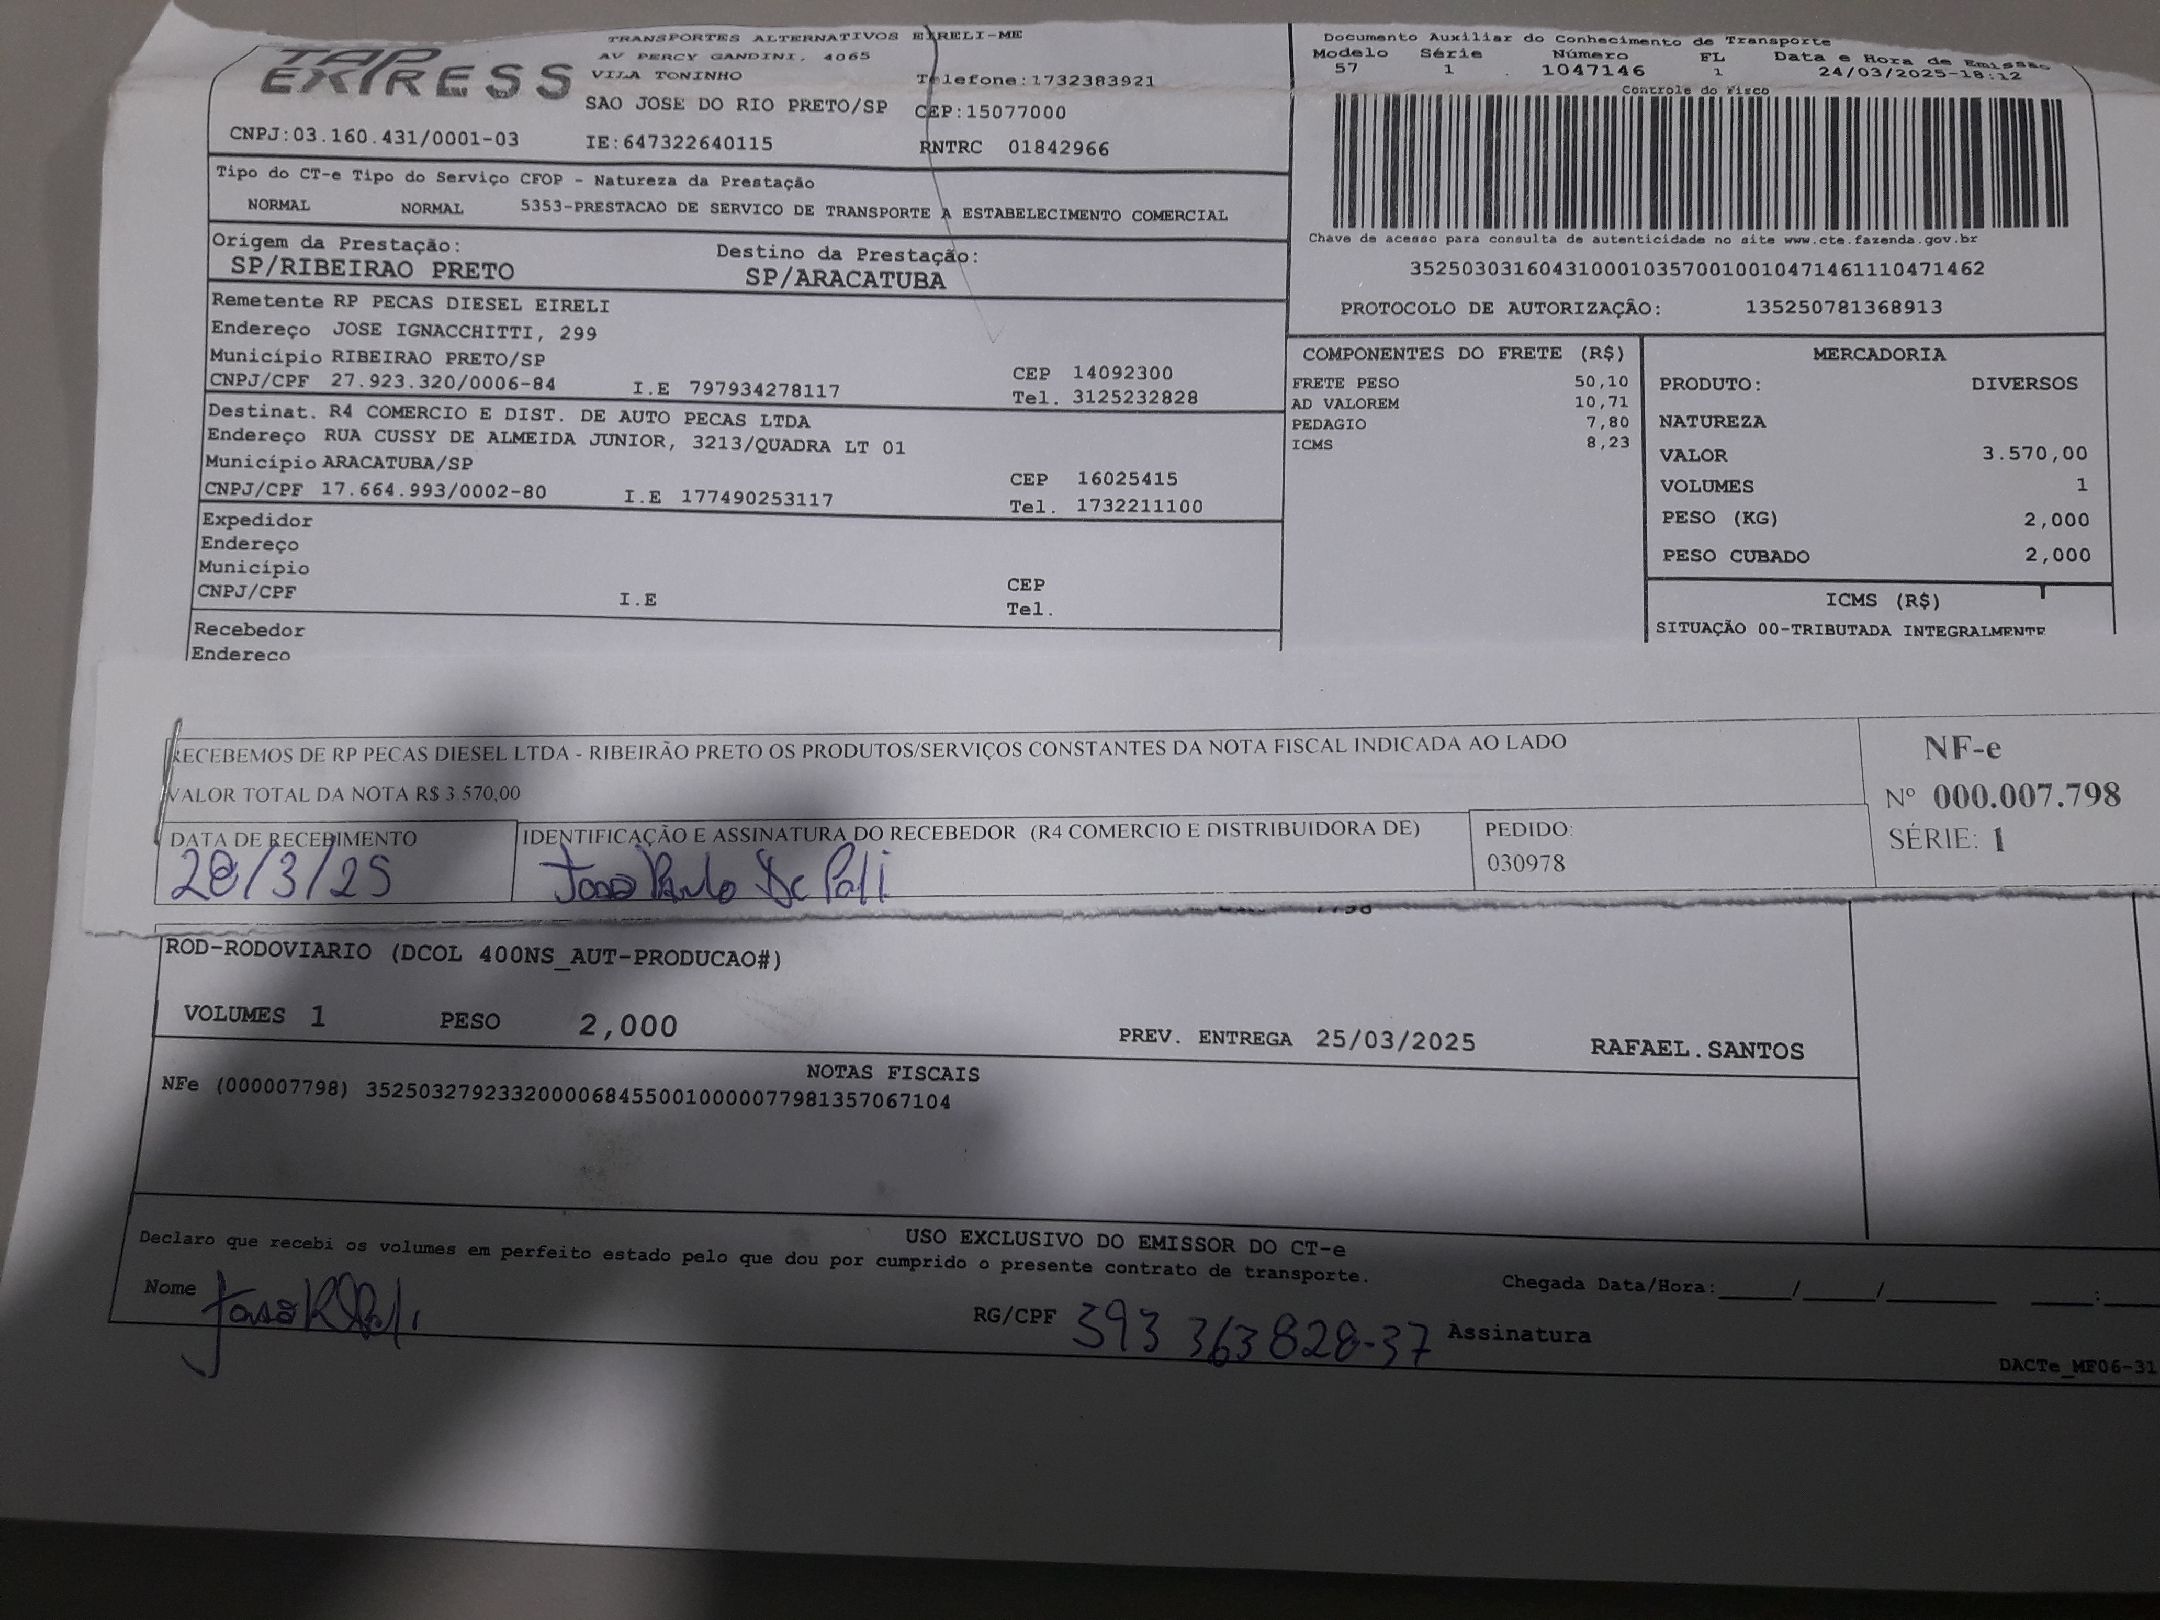 TAP EXPRESS
TRANSPORTES ALTERNATIVOS EIRELI-ME
AV PERCY GANDINI, 4065
VILA TONINHO
Telefone:1732383921
SAO JOSE DO RIO PRETO/SP CEP:15077000
CNPJ:03.160.431/0001-03 IE:647322640115 RNTRC 01842966
Documento Auxiliar do Conhecimento de Transporte
Modelo Série Número FL Data e Hora de Emissão
57 1 1047146 1 24/03/2025-18:12
Controle do Fisco
Chave de acesso para consulta de autenticidade no site www.cte.fazenda.gov.br
35250303160431000103570010010471461110471462
PROTOCOLO DE AUTORIZAÇÃO: 135250781368913
Tipo do CT-e Tipo do Serviço CFOP - Natureza da Prestação
NORMAL NORMAL 5353-PRESTACAO DE SERVICO DE TRANSPORTE A ESTABELECIMENTO COMERCIAL
Origem da Prestação: Destino da Prestação:
SP/RIBEIRAO PRETO SP/ARACATUBA
Remetente RP PECAS DIESEL EIRELI
Endereço JOSE IGNACCHITTI, 299
Município RIBEIRAO PRETO/SP CEP 14092300
CNPJ/CPF 27.923.320/0006-84 I.E 797934278117 Tel. 3125232828
Destinat. R4 COMERCIO E DIST. DE AUTO PECAS LTDA
Endereço RUA CUSSY DE ALMEIDA JUNIOR, 3213/QUADRA LT 01
Município ARACATUBA/SP CEP 16025415
CNPJ/CPF 17.664.993/0002-80 I.E 177490253117 Tel. 1732211100
Expedidor
Endereço
Município CEP
CNPJ/CPF I.E Tel.
Recebedor
Endereco
COMPONENTES DO FRETE (R$)
FRETE PESO 50,10
AD VALOREM 10,71
PEDAGIO 7,80
ICMS 8,23
MERCADORIA
PRODUTO: DIVERSOS
NATUREZA
VALOR 3.570,00
VOLUMES 1
PESO (KG) 2,000
PESO CUBADO 2,000
ICMS (R$)
SITUAÇÃO 00-TRIBUTADA INTEGRALMENTE
RECEBEMOS DE RP PECAS DIESEL LTDA - RIBEIRÃO PRETO OS PRODUTOS/SERVIÇOS CONSTANTES DA NOTA FISCAL INDICADA AO LADO
VALOR TOTAL DA NOTA R$ 3.570,00
DATA DE RECEBIMENTO IDENTIFICAÇÃO E ASSINATURA DO RECEBEDOR (R4 COMERCIO E DISTRIBUIDORA DE) PEDIDO:
28/3/25 João Paulo De Poli 030978
NF-e
Nº 000.007.798
SÉRIE: 1
ROD-RODOVIARIO (DCOL 400NS_AUT-PRODUCAO#)
VOLUMES 1 PESO 2,000 PREV. ENTREGA 25/03/2025 RAFAEL.SANTOS
NOTAS FISCAIS
NFe (000007798) 35250327923320000684550010000077981357067104
USO EXCLUSIVO DO EMISSOR DO CT-e
Declaro que recebi os volumes em perfeito estado pelo que dou por cumprido o presente contrato de transporte.
Chegada Data/Hora:_____/_____/________ ____:____
Nome RG/CPF 393 363828-37 Assinatura
DACTe_MF06-31